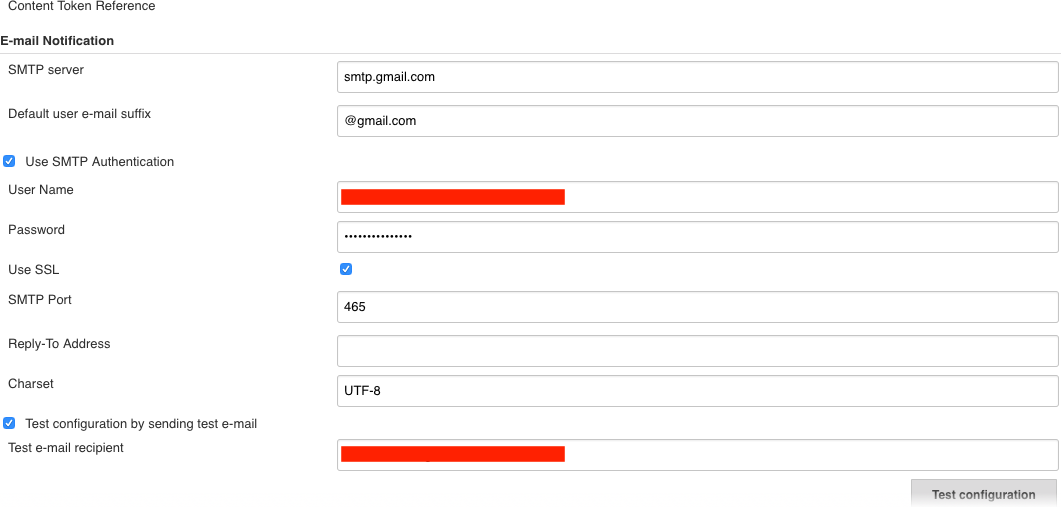 Content Token Reference
E-mail Notification
SMTP server
smtp.gmail.com
Default user e-mail suffix
@gmail.com
Use SMTP Authentication
User Name
Password
•••••••••••••••
Use SSL
SMTP Port
465
Reply-To Address
Charset
UTF-8
Test configuration by sending test e-mail
Test e-mail recipient
Test configuration